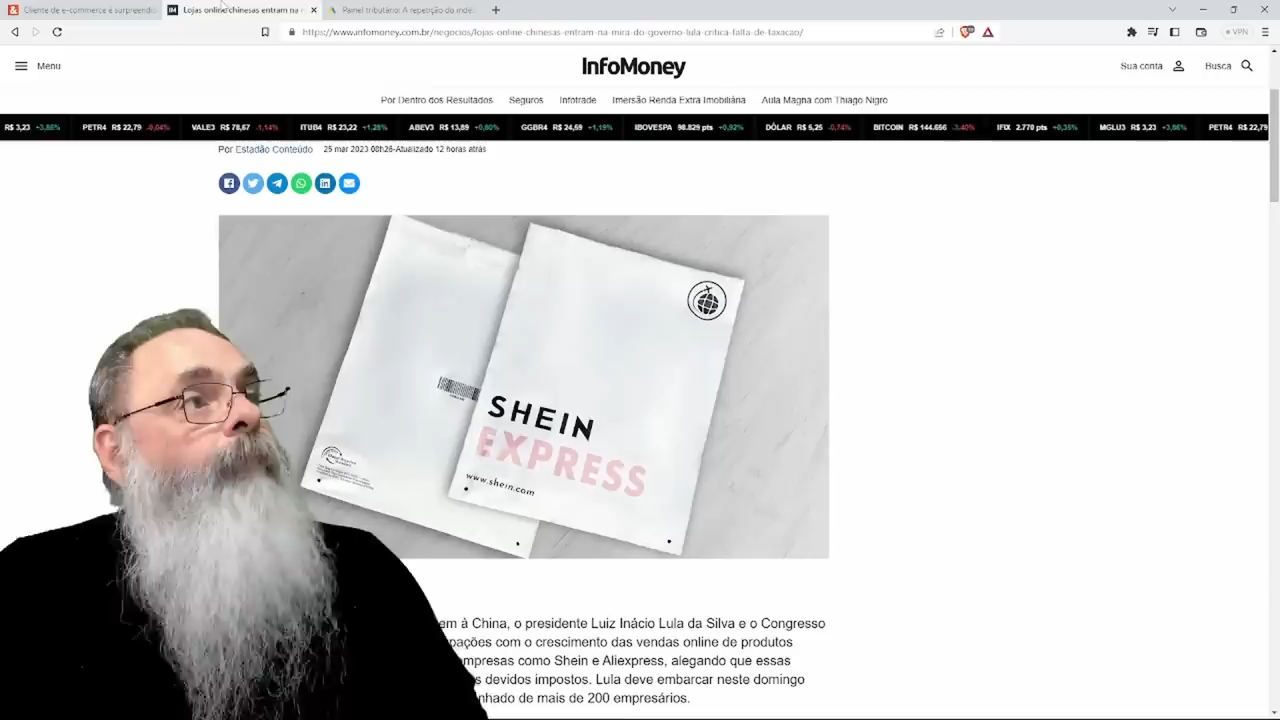 Cliente de e-commerce é surpreendi
Lojas online chinesas entram na
Painel tributário: A repetição do indé
https://www.infomoney.com.br/negocios/lojas-online-chinesas-entram-na-mira-do-governo-lula-critica-falta-de-taxacao/
VPN
Menu
InfoMoney
Sua conta
Busca
Por Dentro dos Resultados
Seguros
Infotrade
Imersão Renda Extra Imobiliária
Aula Magna com Thiago Nigro
R$ 3,23 +3,86% PETR4 R$ 22,79 -0,04% VALE3 R$ 78,67 -1,14% ITUB4 R$ 23,22 +1,28% ABEV3 R$ 13,89 +0,80% GGBR4 R$ 24,59 +1,19% IBOVESPA 98.829 pts +0,92% DÓLAR R$ 5,25 -0,74% BITCOIN R$ 144.656 -3,40% IFIX 2.770 pts +0,35% MGLU3 R$ 3,23 +3,86% PETR4 R$ 22,79
Por Estadão Conteúdo 25 mar 2023 08h26-Atualizado 12 horas atrás
SHEIN
EXPRESS
www.shein.com
em à China, o presidente Luiz Inácio Lula da Silva e o Congresso
pações com o crescimento das vendas online de produtos
mpresas como Shein e Aliexpress, alegando que essas
s devidos impostos. Lula deve embarcar neste domingo
nhado de mais de 200 empresários.